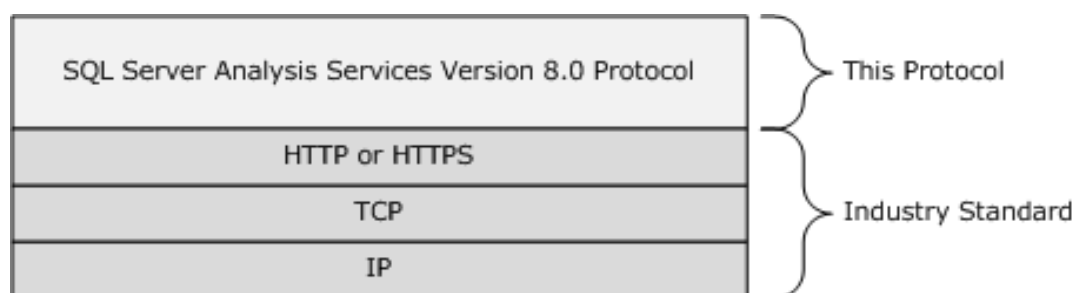 SQL Server Analysis Services Version 8.0 Protocol
This Protocol
HTTP or HTTPS
TCP
Industry Standard
IP